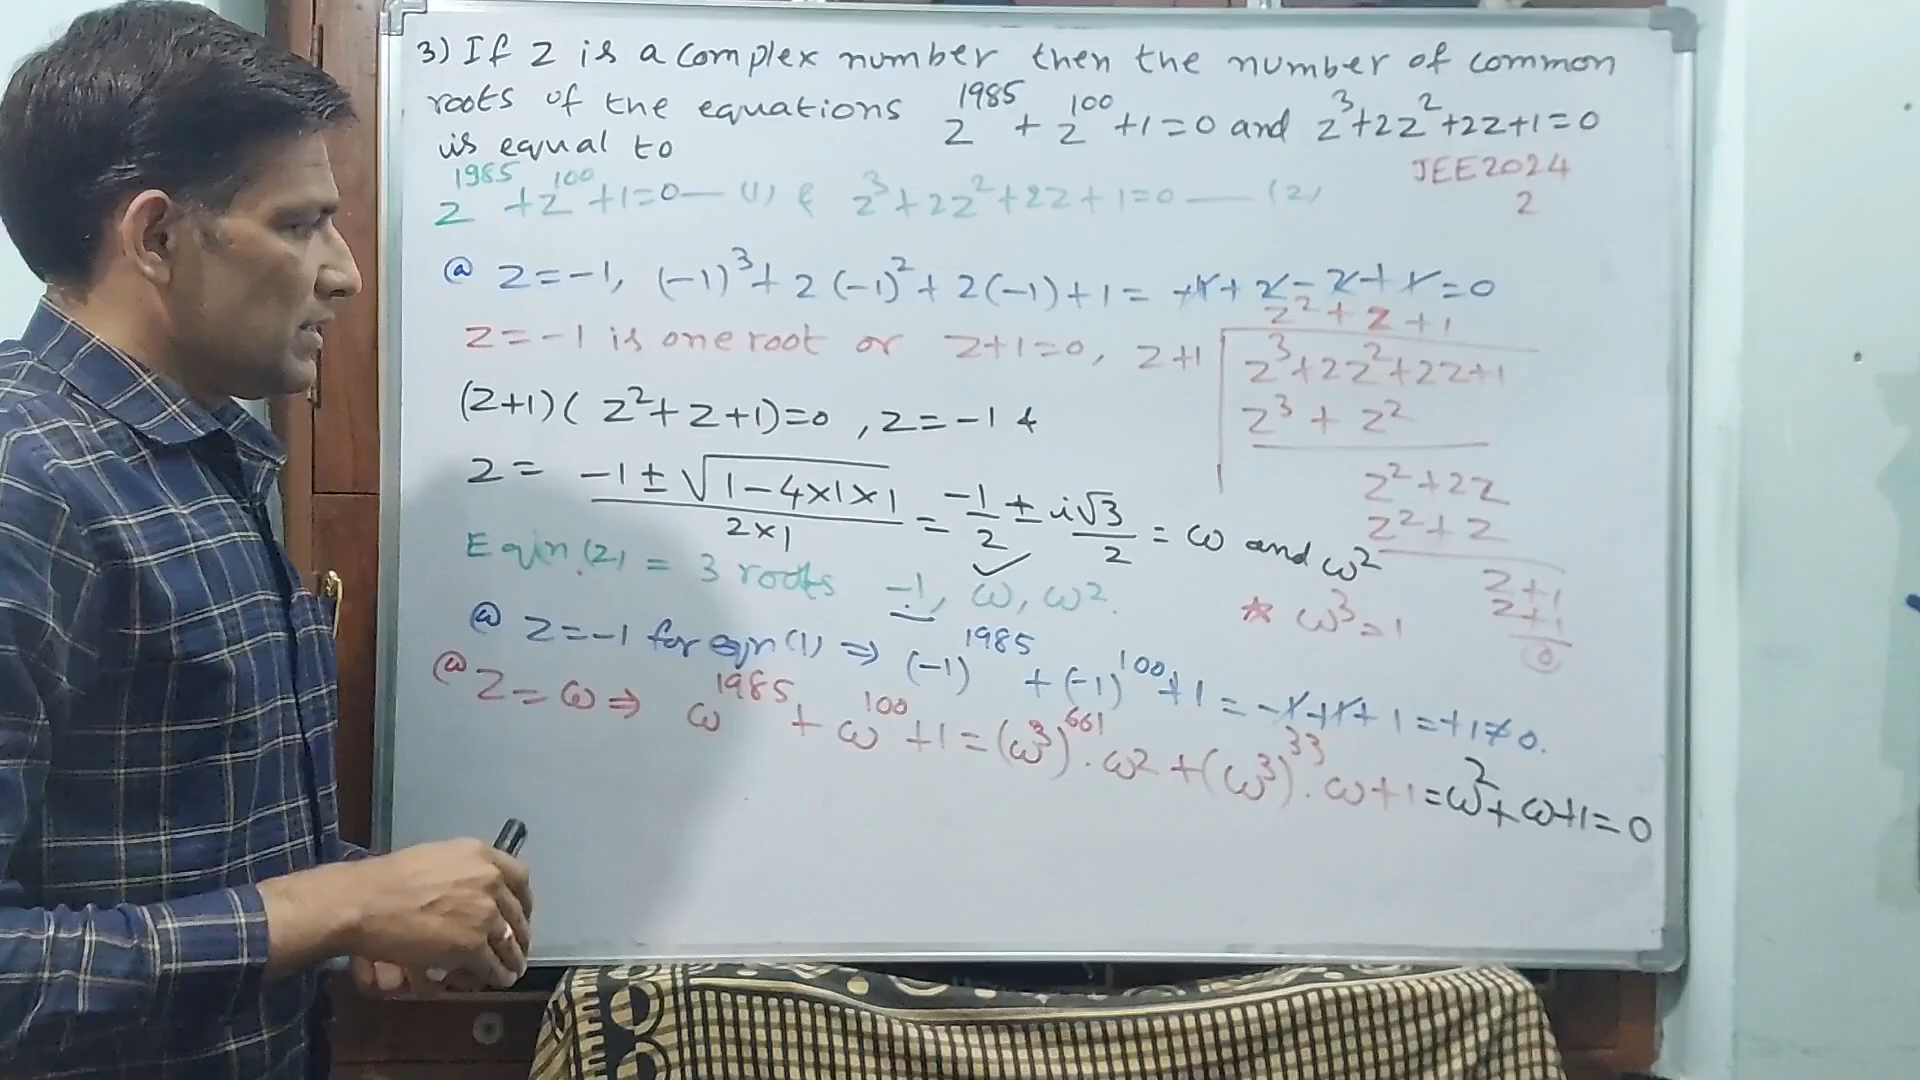 3) If z is a complex number then the number of common
roots of the equations z^1985 + z^100 + 1 = 0 and z^3 + 2z^2 + 2z + 1 = 0
is equal to
JEE 2024
2
z^1985 + z^100 + 1 = 0 — (1) & z^3 + 2z^2 + 2z + 1 = 0 — (2)
@ z = -1, (-1)^3 + 2(-1)^2 + 2(-1) + 1 = -1 + 2 - 2 + 1 = 0
z = -1 is one root or z+1 = 0,
z^2 + z + 1
z+1 z^3 + 2z^2 + 2z + 1
z^3 + z^2
z^2 + 2z
z^2 + z
z+1
z+1
0
(z+1)(z^2 + z + 1) = 0, z = -1 &
z = (-1 ± √(1-4×1×1))/(2×1) = -1/2 ± i√3/2 = ω and ω^2
Eqin.(2) = 3 roots -1, ω, ω^2.
* ω^3 = 1
@ z = -1 for eqn (1) ⇒ (-1)^1985 + (-1)^100 + 1 = -1 + 1 + 1 = +1 ≠ 0.
@ z = ω ⇒ ω^1985 + ω^100 + 1 = (ω^3)^661 . ω^2 + (ω^3)^33 . ω + 1 = ω^2 + ω + 1 = 0